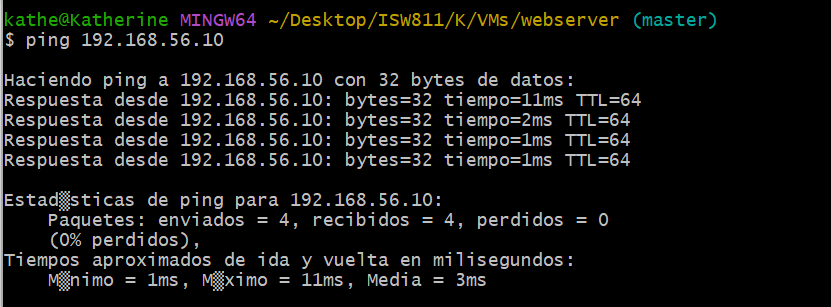 kathe@Katherine MINGW64 ~/Desktop/ISW811/K/VMs/webserver (master)
$ ping 192.168.56.10
Haciendo ping a 192.168.56.10 con 32 bytes de datos:
Respuesta desde 192.168.56.10: bytes=32 tiempo=11ms TTL=64
Respuesta desde 192.168.56.10: bytes=32 tiempo=2ms TTL=64
Respuesta desde 192.168.56.10: bytes=32 tiempo=1ms TTL=64
Respuesta desde 192.168.56.10: bytes=32 tiempo=1ms TTL=64
Estad▒sticas de ping para 192.168.56.10:
Paquetes: enviados = 4, recibidos = 4, perdidos = 0
(0% perdidos),
Tiempos aproximados de ida y vuelta en milisegundos:
M▒nimo = 1ms, M▒ximo = 11ms, Media = 3ms